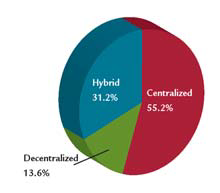 Hybrid
31.2%
Centralized
55.2%
Decentralized
13.6%